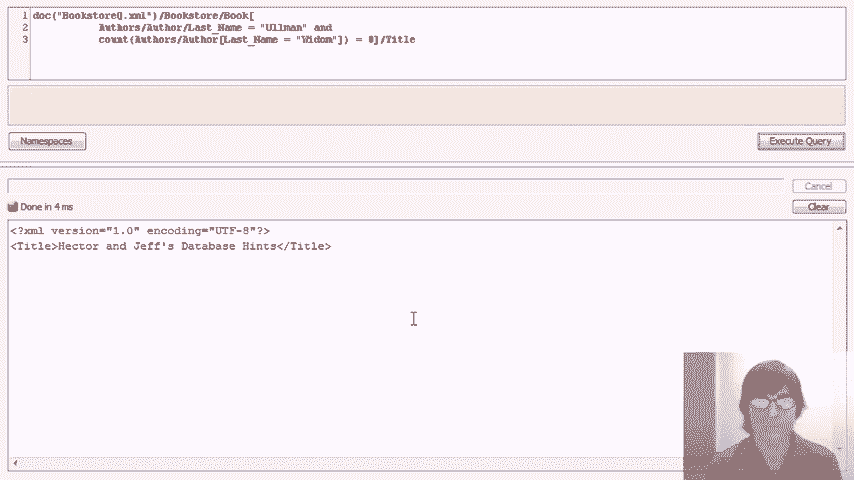 1 doc("BookstoreQ.xml")/Bookstore/Book[
2 Authors/Author/Last_Name = "Ullman" and
3 count(Authors/Author[Last_Name = "Widom"]) = 0]/Title
Namespaces
Execute Query
Cancel
Done in 4 ms
Clear
<?xml version="1.0" encoding="UTF-8"?>
<Title>Hector and Jeff's Database Hints</Title>